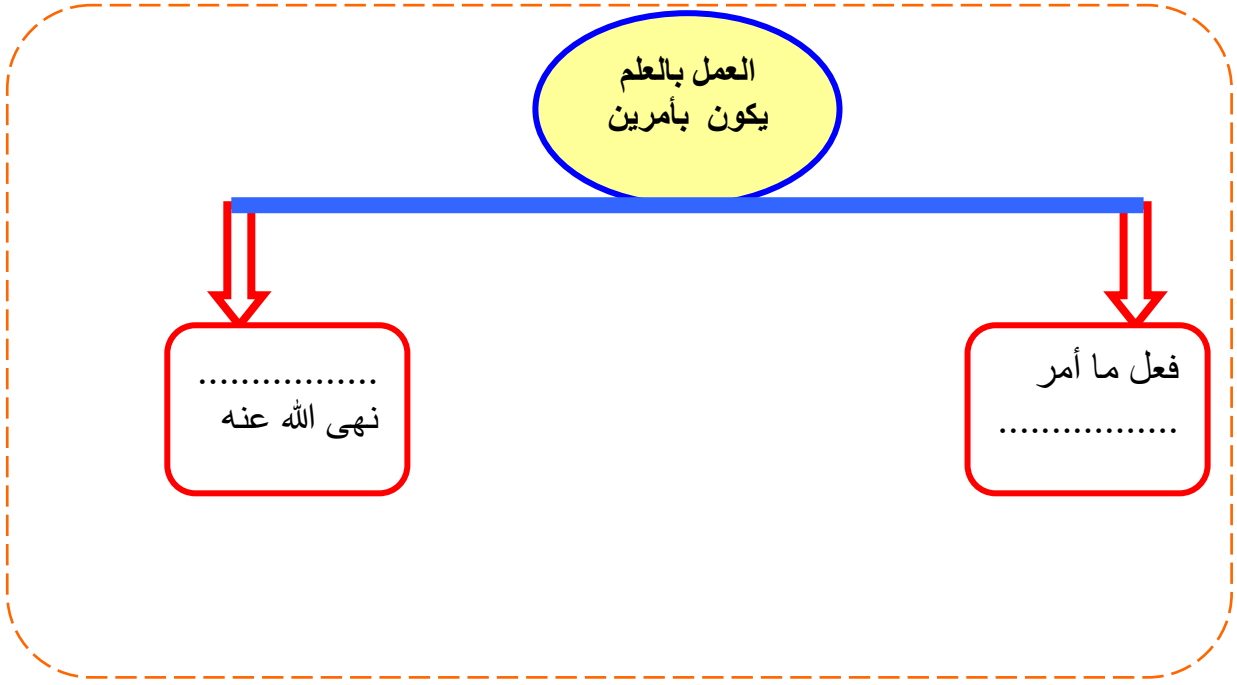 العمل بالعلم
يكون بأمرين
فعل ما أمر
.................
.................
نهى الله عنه